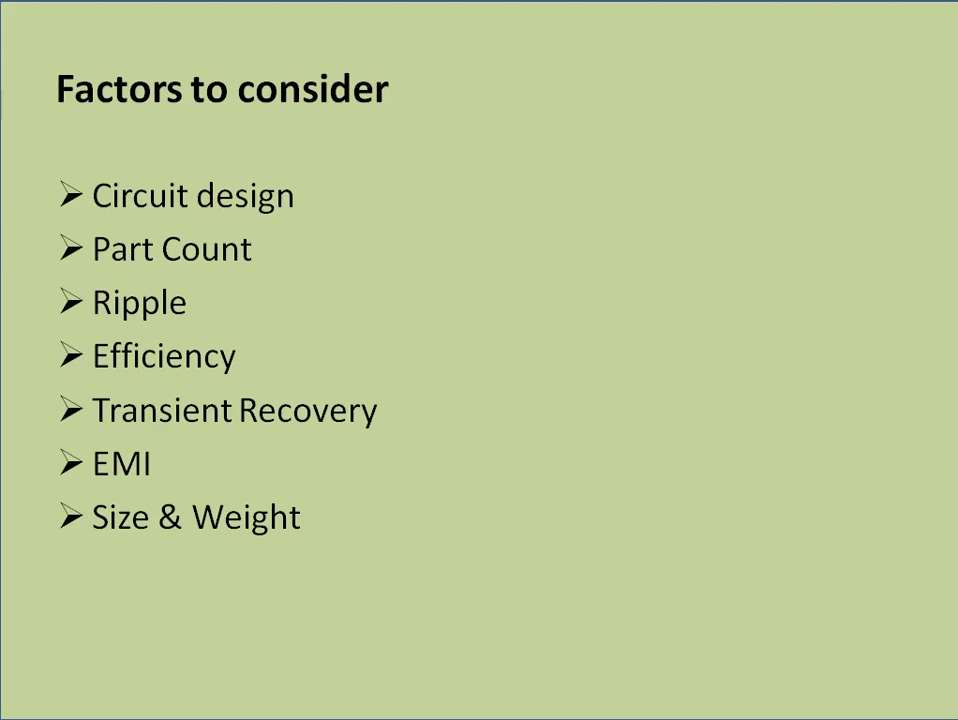 Factors to consider
➢ Circuit design
➢ Part Count
➢ Ripple
➢ Efficiency
➢ Transient Recovery
➢ EMI
➢ Size & Weight